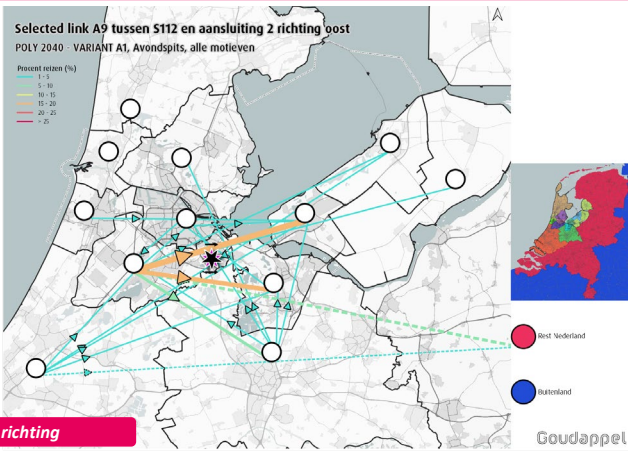 Selected link A9 tussen S112 en aansluiting 2 richting oost
POLY 2040 - VARIANT A1, Avondspits, alle motieven
Procent reizen (%)
1 - 5
5 - 10
10 - 15
15 - 20
20 - 25
> 25
Rest Nederland
Buitenland
richting
Goudappel